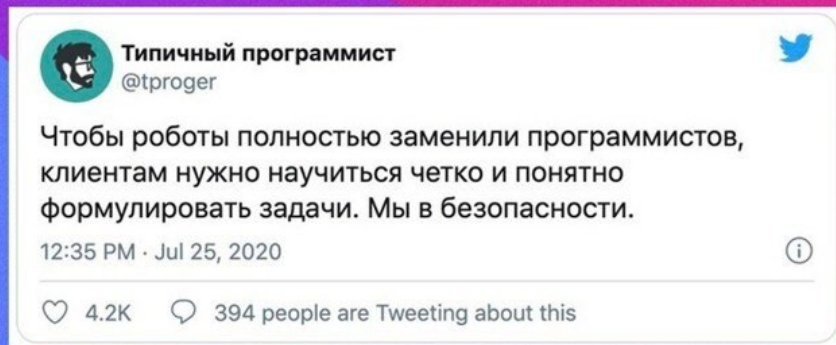 Типичный программист
@tproger
Чтобы роботы полностью заменили программистов,
клиентам нужно научиться четко и понятно
формулировать задачи. Мы в безопасности.
12:35 PM · Jul 25, 2020
4.2K 394 people are Tweeting about this